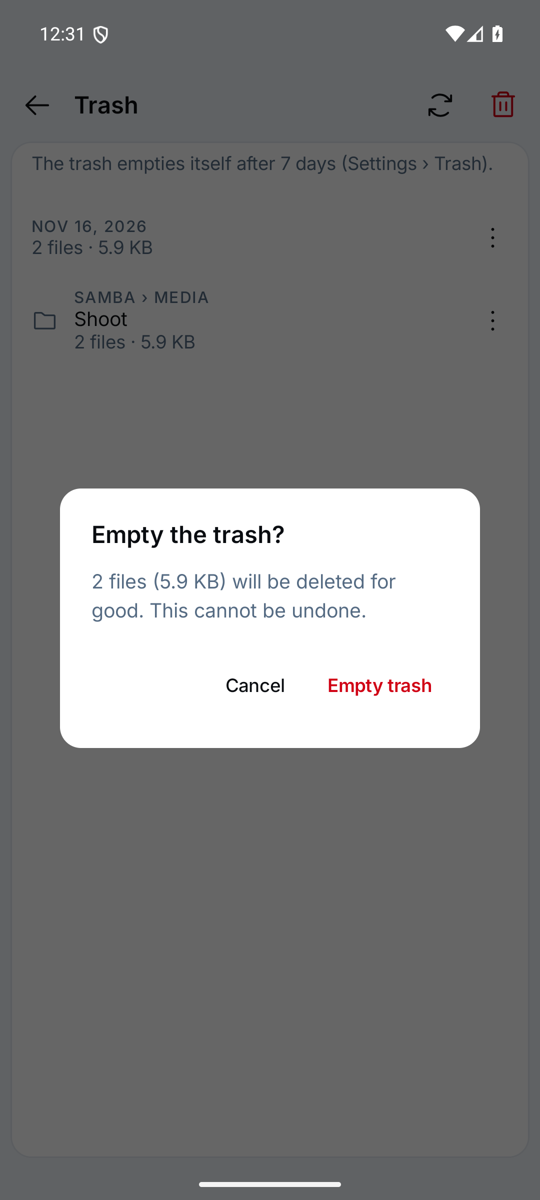 12:31
Trash
The trash empties itself after 7 days (Settings › Trash).
NOV 16, 2026
2 files · 5.9 KB
SAMBA › MEDIA
Shoot
2 files · 5.9 KB
Empty the trash?
2 files (5.9 KB) will be deleted for
good. This cannot be undone.
Cancel Empty trash